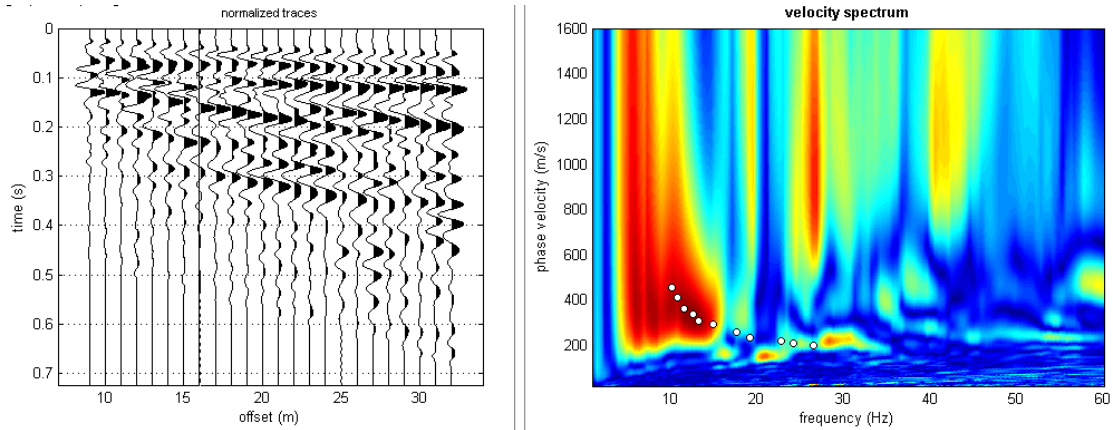 normalized traces
0
0.1
0.2
0.3
0.4
0.5
0.6
0.7
time (s)
10 15 20 25 30
offset (m)
velocity spectrum
1600
1400
1200
1000
800
600
400
200
phase velocity (m/s)
10 20 30 40 50 60
frequency (Hz)